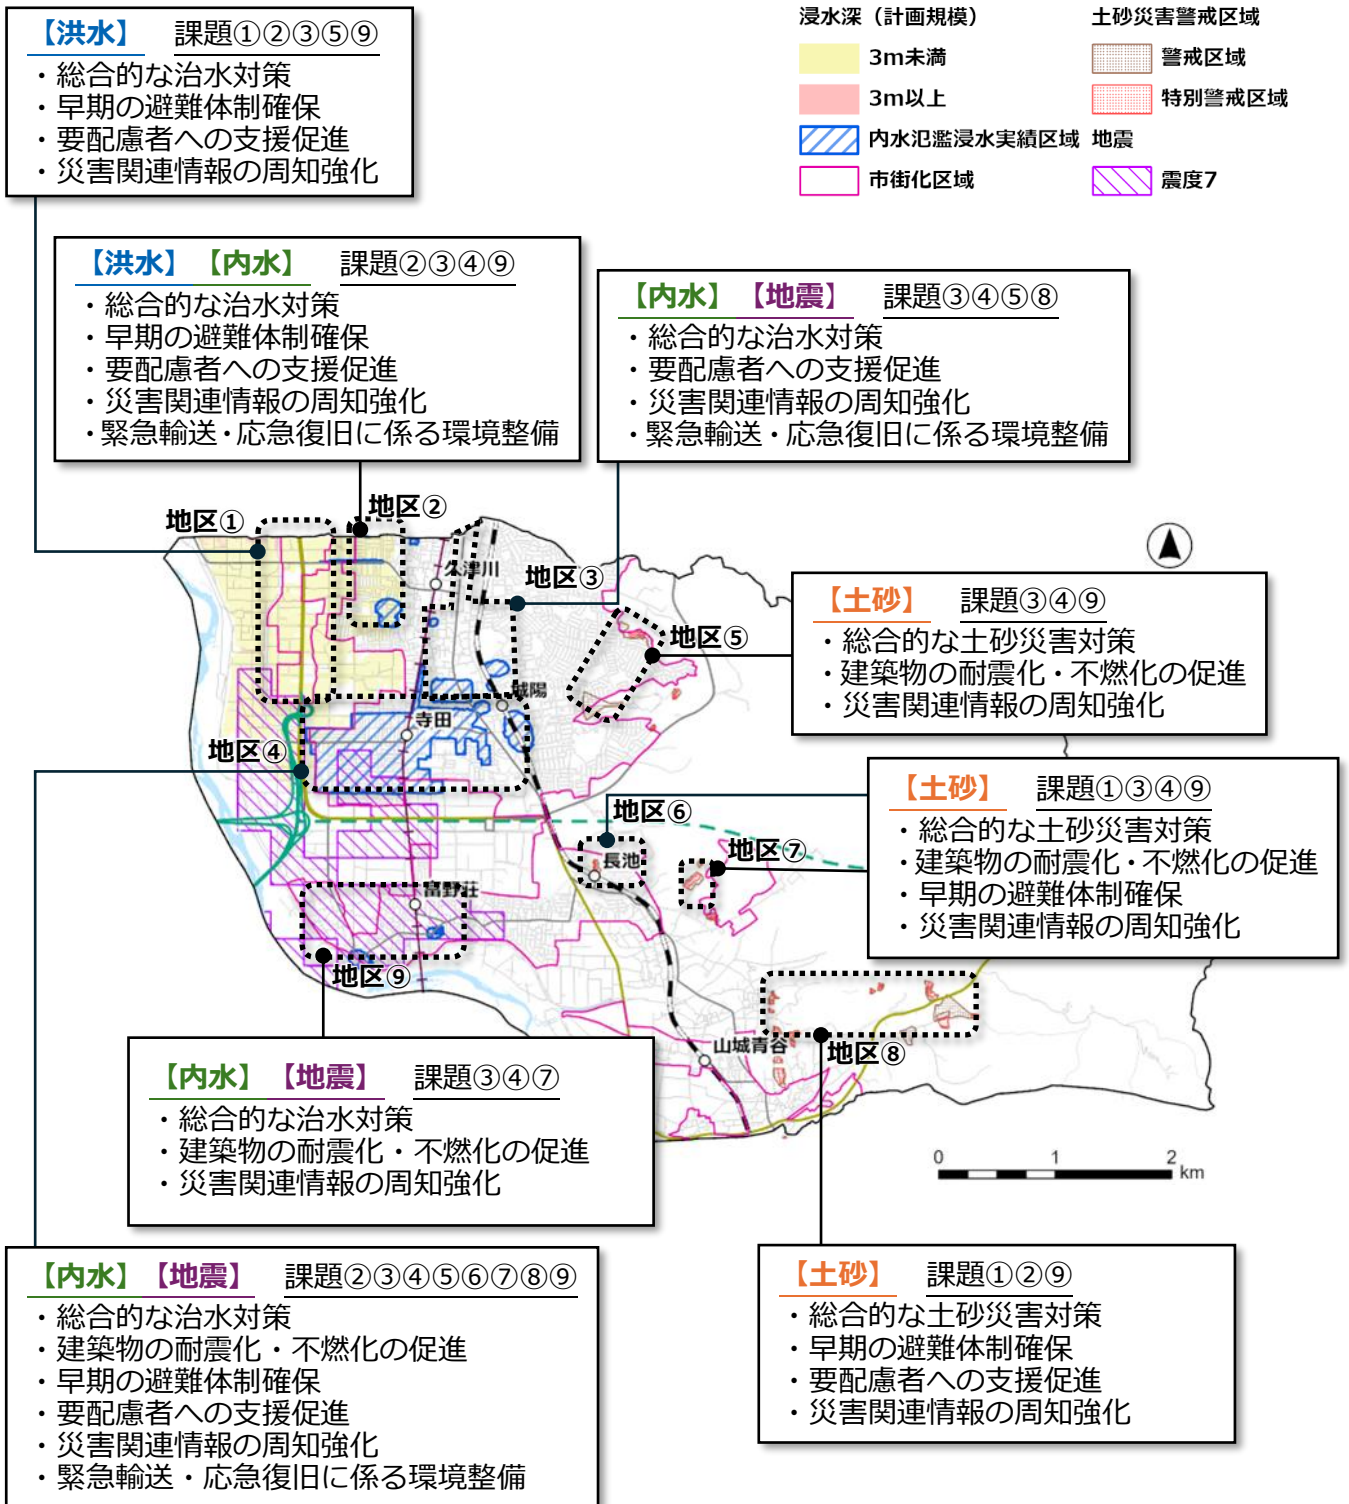 【洪水】 課題①②③⑤⑨
・総合的な治水対策
・早期の避難体制確保
・要配慮者への支援促進
・災害関連情報の周知強化
浸水深（計画規模）
3m未満
3m以上
内水氾濫浸水実績区域
市街化区域
土砂災害警戒区域
警戒区域
特別警戒区域
地震
震度7
【洪水】【内水】 課題②③④⑨
・総合的な治水対策
・早期の避難体制確保
・要配慮者への支援促進
・災害関連情報の周知強化
・緊急輸送・応急復旧に係る環境整備
【内水】【地震】 課題③④⑤⑧
・総合的な治水対策
・要配慮者への支援促進
・災害関連情報の周知強化
・緊急輸送・応急復旧に係る環境整備
地区①
地区②
久津川
地区③
地区⑤
城陽
寺田
地区④
【土砂】 課題③④⑨
・総合的な土砂災害対策
・建築物の耐震化・不燃化の促進
・災害関連情報の周知強化
地区⑥
長池
地区⑦
【土砂】 課題①③④⑨
・総合的な土砂災害対策
・建築物の耐震化・不燃化の促進
・早期の避難体制確保
・災害関連情報の周知強化
富野荘
地区⑨
山城青谷
地区⑧
【内水】【地震】 課題③④⑦
・総合的な治水対策
・建築物の耐震化・不燃化の促進
・災害関連情報の周知強化
0 1 2
km
【内水】【地震】 課題②③④⑤⑥⑦⑧⑨
・総合的な治水対策
・建築物の耐震化・不燃化の促進
・早期の避難体制確保
・要配慮者への支援促進
・災害関連情報の周知強化
・緊急輸送・応急復旧に係る環境整備
【土砂】 課題①②⑨
・総合的な土砂災害対策
・早期の避難体制確保
・要配慮者への支援促進
・災害関連情報の周知強化